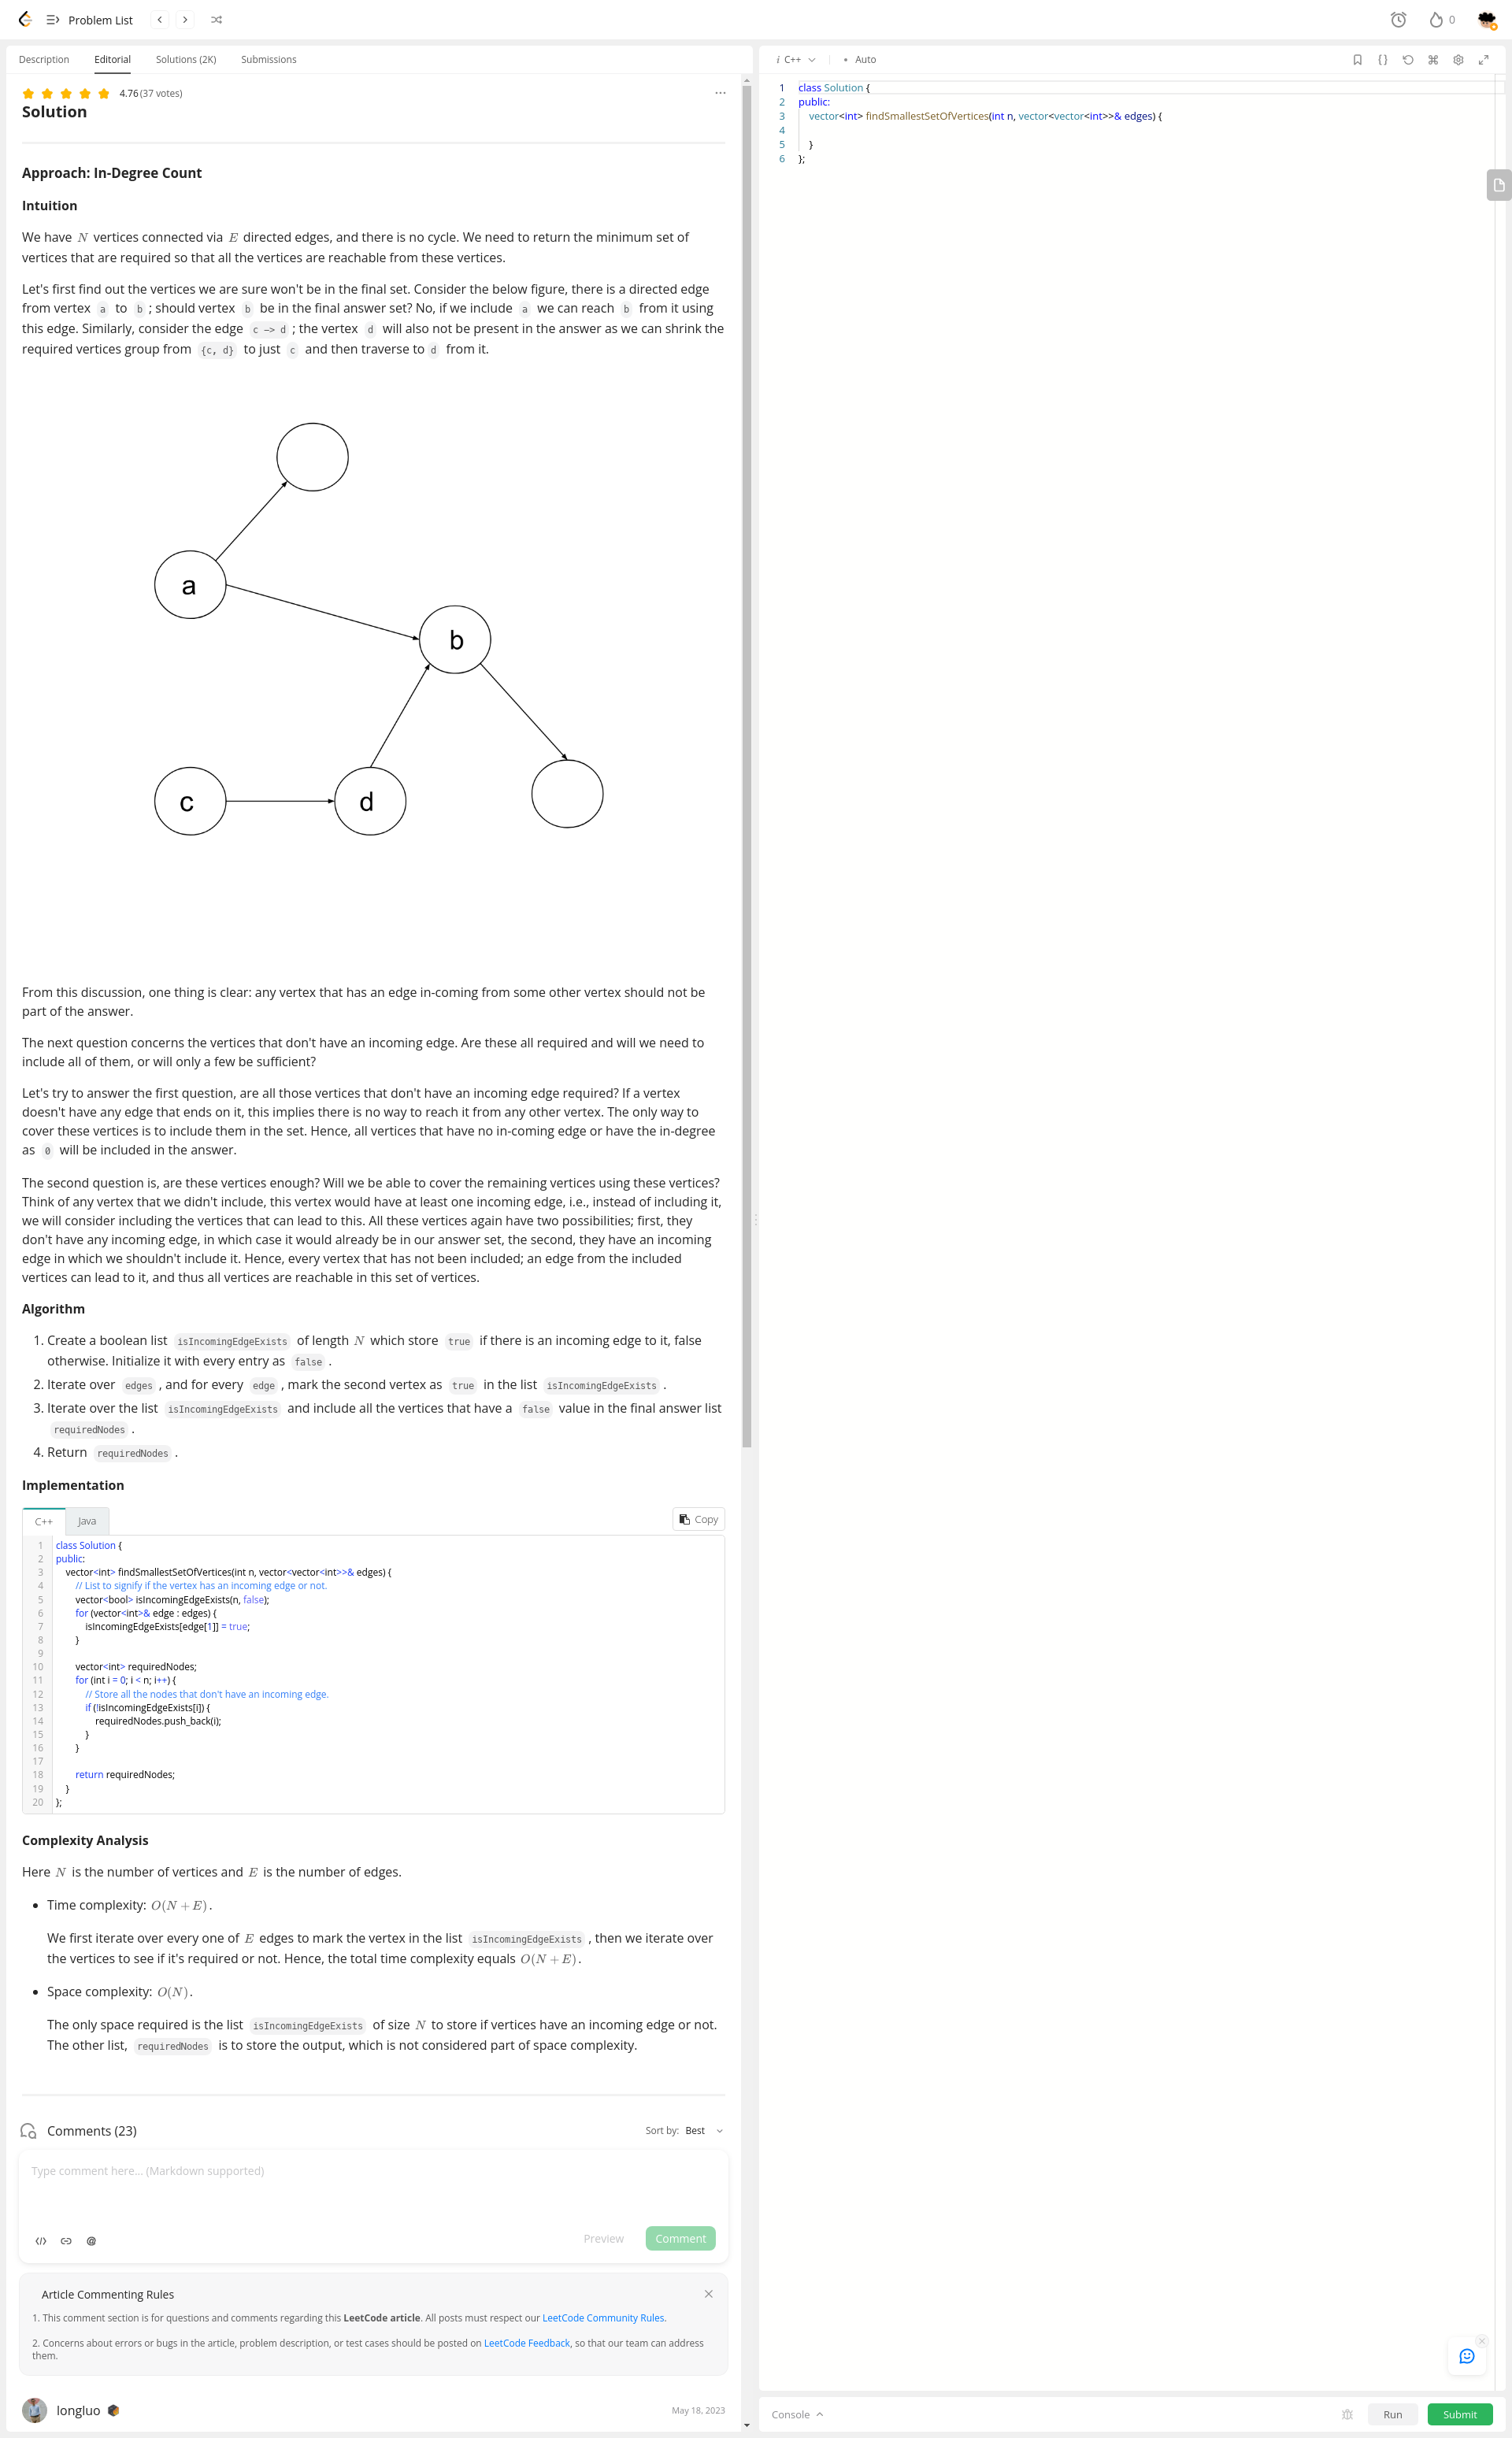 Problem List
0
Description Editorial Solutions (2K) Submissions
4.76 (37 votes)
Solution
Approach: In-Degree Count
Intuition
We have N vertices connected via E directed edges, and there is no cycle. We need to return the minimum set of
vertices that are required so that all the vertices are reachable from these vertices.
Let's first find out the vertices we are sure won't be in the final set. Consider the below figure, there is a directed edge
from vertex a to b ; should vertex b be in the final answer set? No, if we include a we can reach b from it using
this edge. Similarly, consider the edge c -> d ; the vertex d will also not be present in the answer as we can shrink the
required vertices group from {c, d} to just c and then traverse to d from it.
a
b
c
d
From this discussion, one thing is clear: any vertex that has an edge in-coming from some other vertex should not be
part of the answer.
The next question concerns the vertices that don't have an incoming edge. Are these all required and will we need to
include all of them, or will only a few be sufficient?
Let's try to answer the first question, are all those vertices that don't have an incoming edge required? If a vertex
doesn't have any edge that ends on it, this implies there is no way to reach it from any other vertex. The only way to
cover these vertices is to include them in the set. Hence, all vertices that have no in-coming edge or have the in-degree
as 0 will be included in the answer.
The second question is, are these vertices enough? Will we be able to cover the remaining vertices using these vertices?
Think of any vertex that we didn't include, this vertex would have at least one incoming edge, i.e., instead of including it,
we will consider including the vertices that can lead to this. All these vertices again have two possibilities; first, they
don't have any incoming edge, in which case it would already be in our answer set, the second, they have an incoming
edge in which we shouldn't include it. Hence, every vertex that has not been included; an edge from the included
vertices can lead to it, and thus all vertices are reachable in this set of vertices.
Algorithm
1. Create a boolean list isIncomingEdgeExists of length N which store true if there is an incoming edge to it, false
otherwise. Initialize it with every entry as false .
2. Iterate over edges , and for every edge , mark the second vertex as true in the list isIncomingEdgeExists .
3. Iterate over the list isIncomingEdgeExists and include all the vertices that have a false value in the final answer list
requiredNodes .
4. Return requiredNodes .
Implementation
C++ Java Copy
1 class Solution {
2 public:
3 vector<int> findSmallestSetOfVertices(int n, vector<vector<int>>& edges) {
4 // List to signify if the vertex has an incoming edge or not.
5 vector<bool> isIncomingEdgeExists(n, false);
6 for (vector<int>& edge : edges) {
7 isIncomingEdgeExists[edge[1]] = true;
8 }
9
10 vector<int> requiredNodes;
11 for (int i = 0; i < n; i++) {
12 // Store all the nodes that don't have an incoming edge.
13 if (!isIncomingEdgeExists[i]) {
14 requiredNodes.push_back(i);
15 }
16 }
17
18 return requiredNodes;
19 }
20 };
Complexity Analysis
Here N is the number of vertices and E is the number of edges.
• Time complexity: O(N + E).
We first iterate over every one of E edges to mark the vertex in the list isIncomingEdgeExists , then we iterate over
the vertices to see if it's required or not. Hence, the total time complexity equals O(N + E).
• Space complexity: O(N).
The only space required is the list isIncomingEdgeExists of size N to store if vertices have an incoming edge or not.
The other list, requiredNodes is to store the output, which is not considered part of space complexity.
Comments (23)
Sort by: Best
Type comment here... (Markdown supported)
Preview Comment
Article Commenting Rules
1. This comment section is for questions and comments regarding this LeetCode article. All posts must respect our LeetCode Community Rules.
2. Concerns about errors or bugs in the article, problem description, or test cases should be posted on LeetCode Feedback, so that our team can address
them.
longluo
May 18, 2023
i C++ • Auto
1 class Solution {
2 public:
3 vector<int> findSmallestSetOfVertices(int n, vector<vector<int>>& edges) {
4
5 }
6 };
Console Run Submit